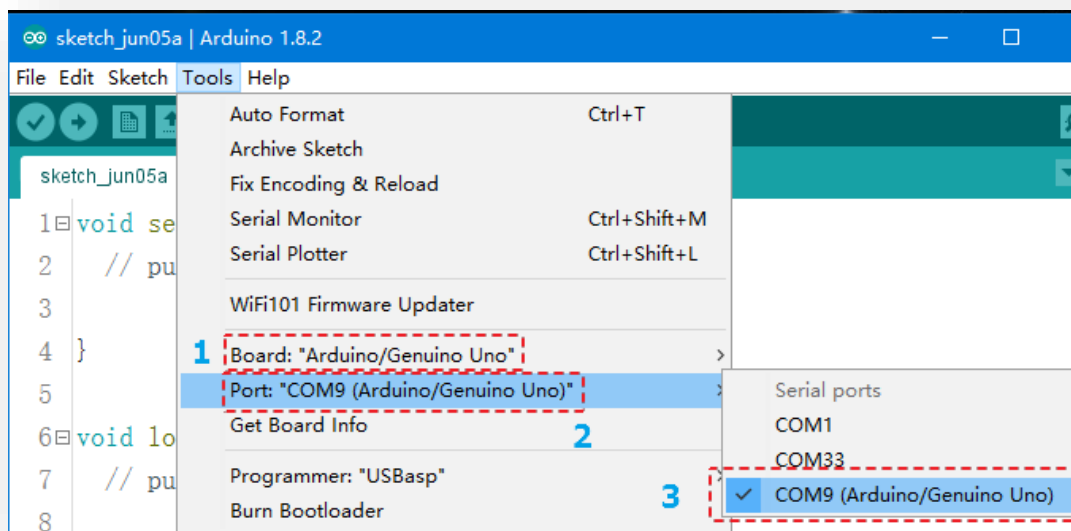 sketch_jun05a | Arduino 1.8.2
File Edit Sketch Tools Help
sketch_jun05a
Auto Format Ctrl+T
Archive Sketch
Fix Encoding & Reload
Serial Monitor Ctrl+Shift+M
Serial Plotter Ctrl+Shift+L
WiFi101 Firmware Updater
1 Board: "Arduino/Genuino Uno"
Port: "COM9 (Arduino/Genuino Uno)"
Get Board Info
2
Programmer: "USBasp"
Burn Bootloader
Serial ports
COM1
COM33
3 COM9 (Arduino/Genuino Uno)
1 void se
2 // pu
3
4 }
5
6 void lo
7 // pu
8